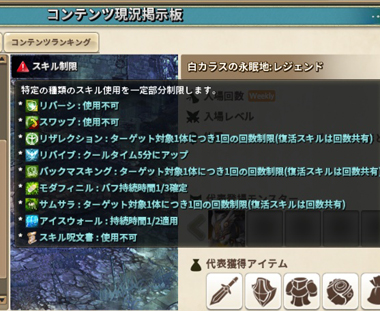 コンテンツ現況掲示板
コンテンツランキング
スキル制限
白カラスの永眠地:レジェンド
特定の種類のスキル使用を一定部分制限します。
* リバーシ : 使用不可
* スワップ : 使用不可
* リザレクション : ターゲット対象1体につき1回の回数制限(復活スキルは回数共有)
* リバイブ : クールタイム5分にアップ
* バックマスキング : ターゲット対象1体につき1回の回数制限(復活スキルは回数共有)
* モダフィニル : バフ持続時間1/3確定
* サムサラ : ターゲット対象1体につき1回の回数制限(復活スキルは回数共有)
* アイスウォール : 持続時間1/2適用
* スキル呪文書 : 使用不可
入場回数
入場レベル
代表獲得アイテム